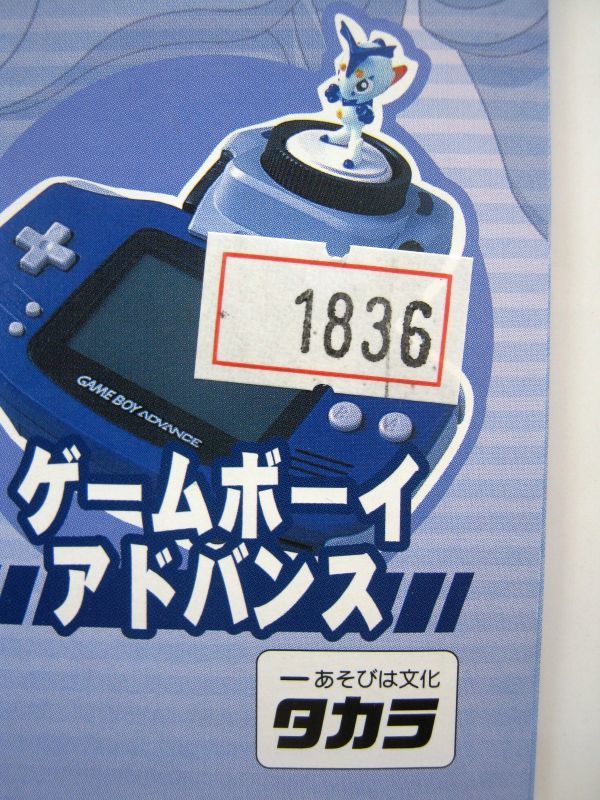 1836
GAME BOY ADVANCE
ゲームボーイ
アドバンス
ーあそびは文化
タカラ